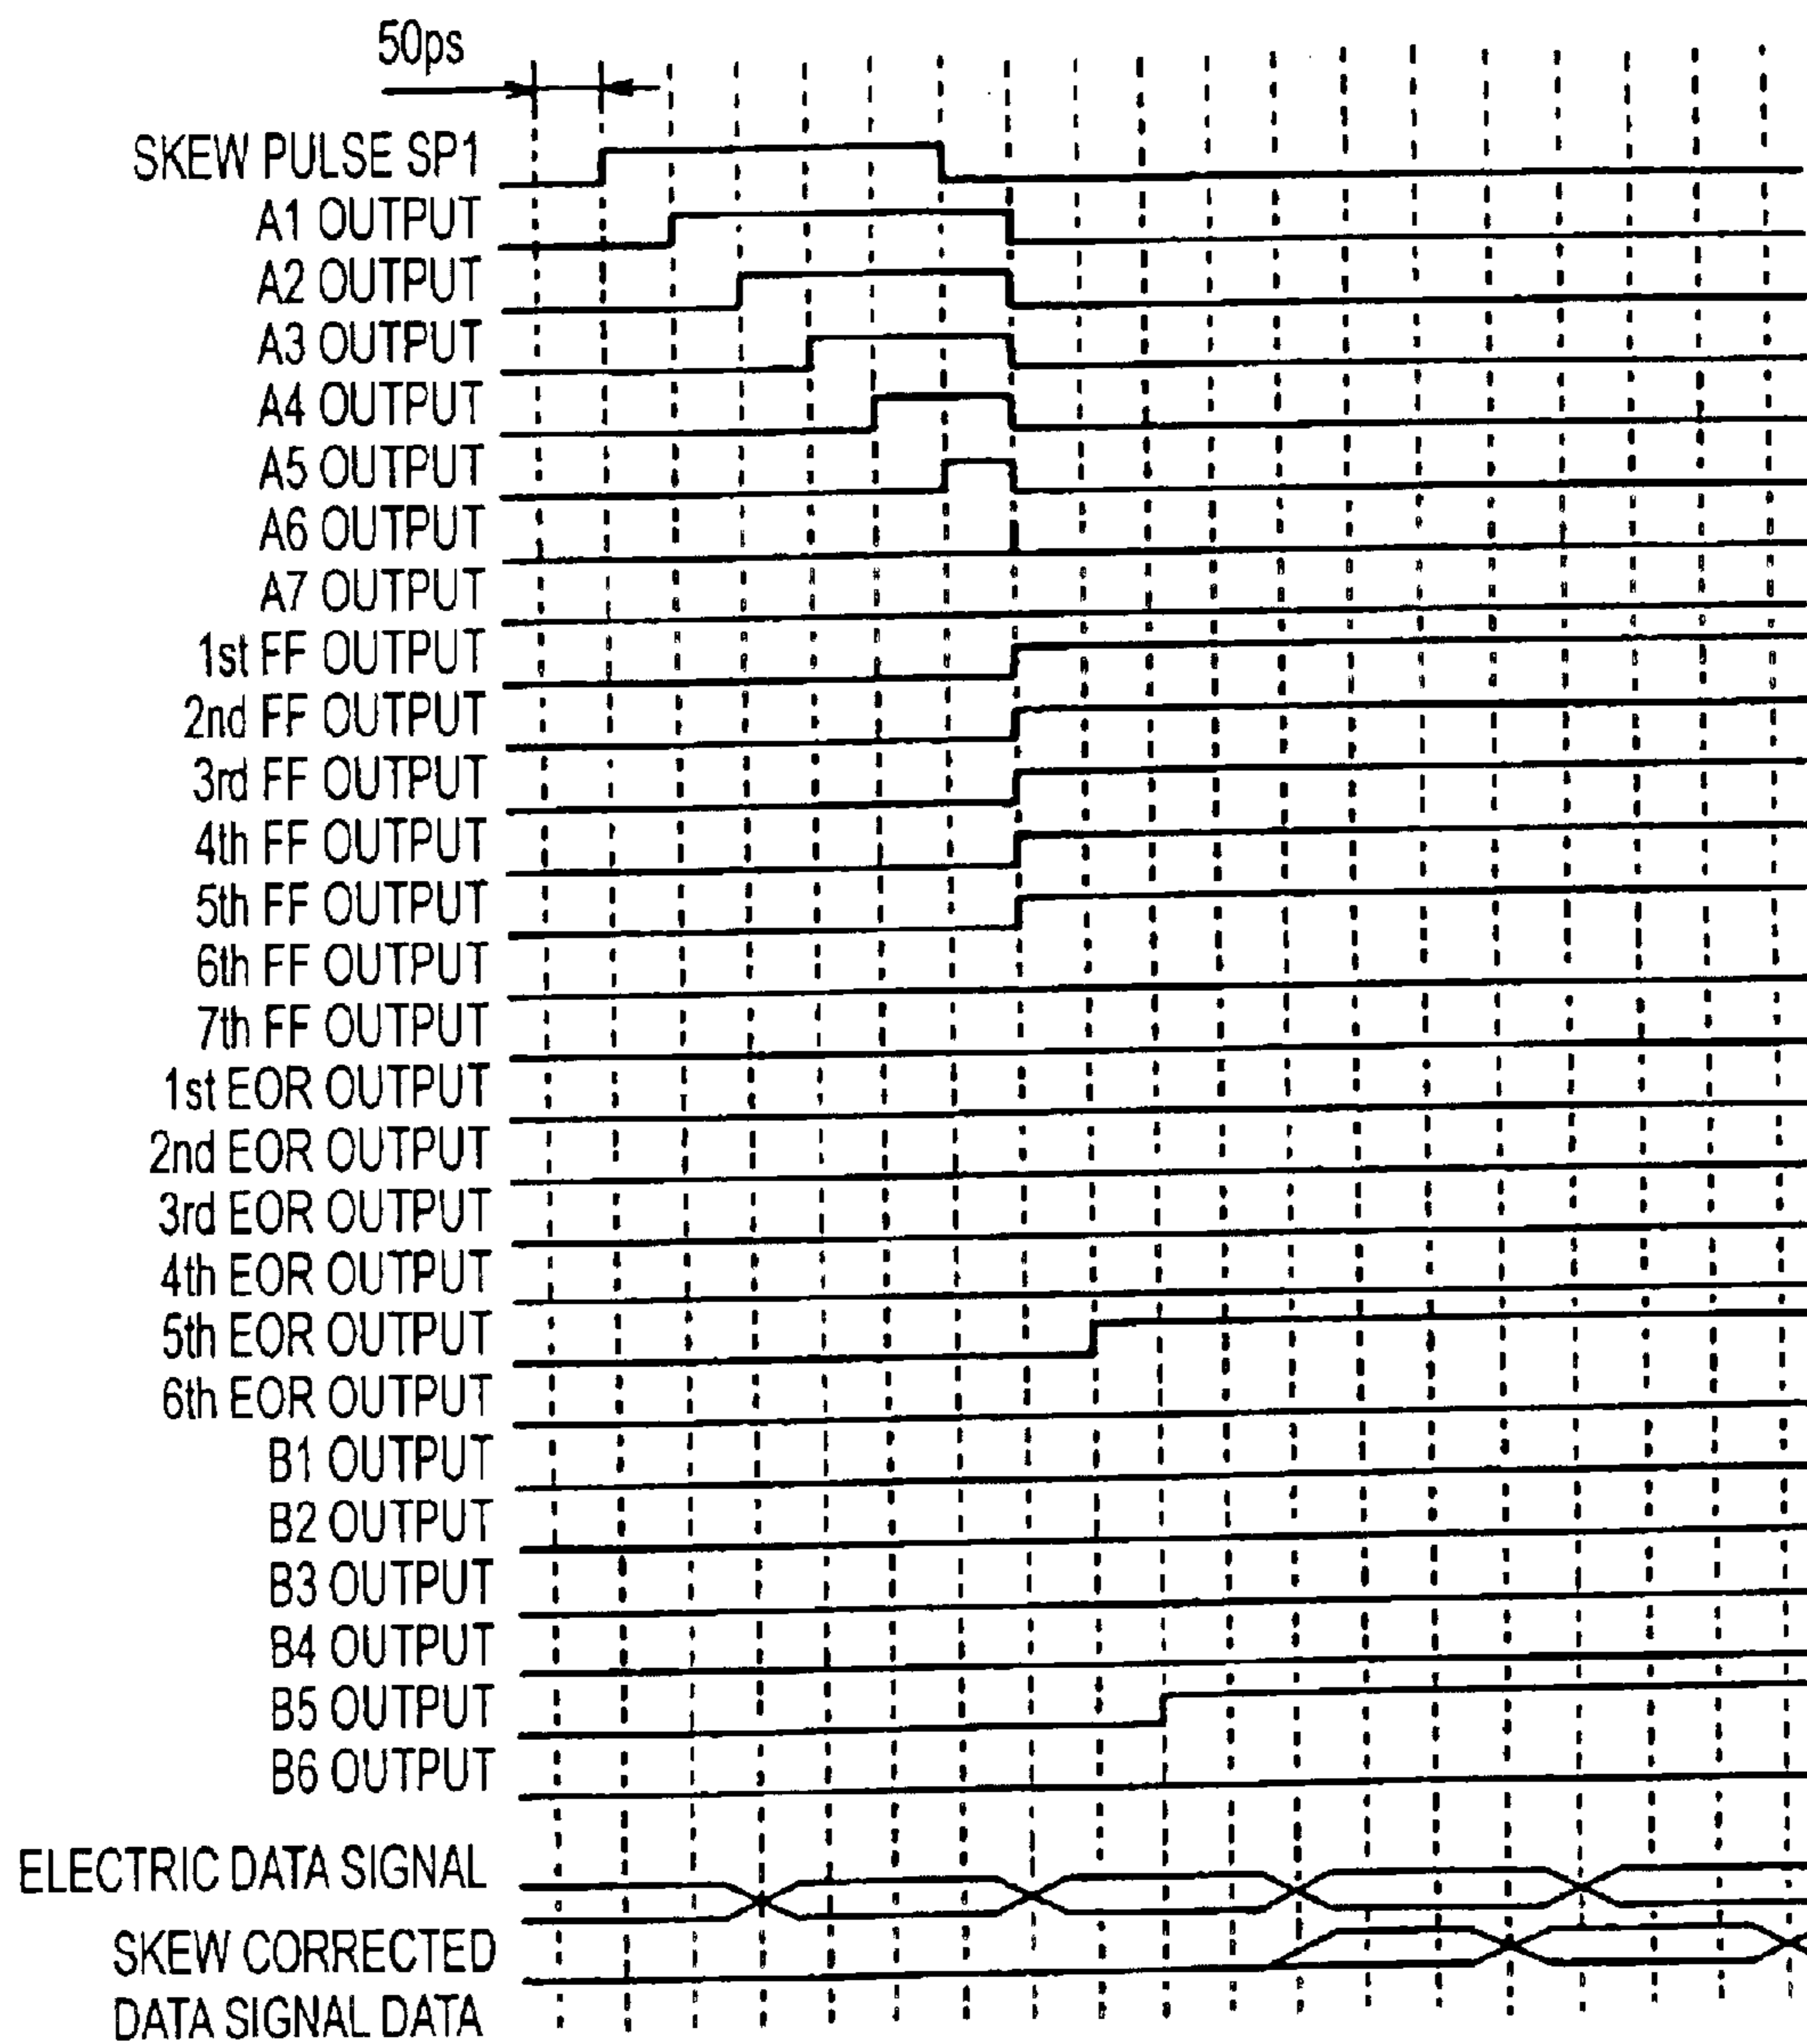 50ps
SKEW PULSE SP1
A1 OUTPUT
A2 OUTPUT
A3 OUTPUT
A4 OUTPUT
A5 OUTPUT
A6 OUTPUT
A7 OUTPUT
1st FF OUTPUT
2nd FF OUTPUT
3rd FF OUTPUT
4th FF OUTPUT
5th FF OUTPUT
6th FF OUTPUT
7th FF OUTPUT
1st EOR OUTPUT
2nd EOR OUTPUT
3rd EOR OUTPUT
4th EOR OUTPUT
5th EOR OUTPUT
6th EOR OUTPUT
B1 OUTPUT
B2 OUTPUT
B3 OUTPUT
B4 OUTPUT
B5 OUTPUT
B6 OUTPUT
ELECTRIC DATA SIGNAL
SKEW CORRECTED
DATA SIGNAL DATA